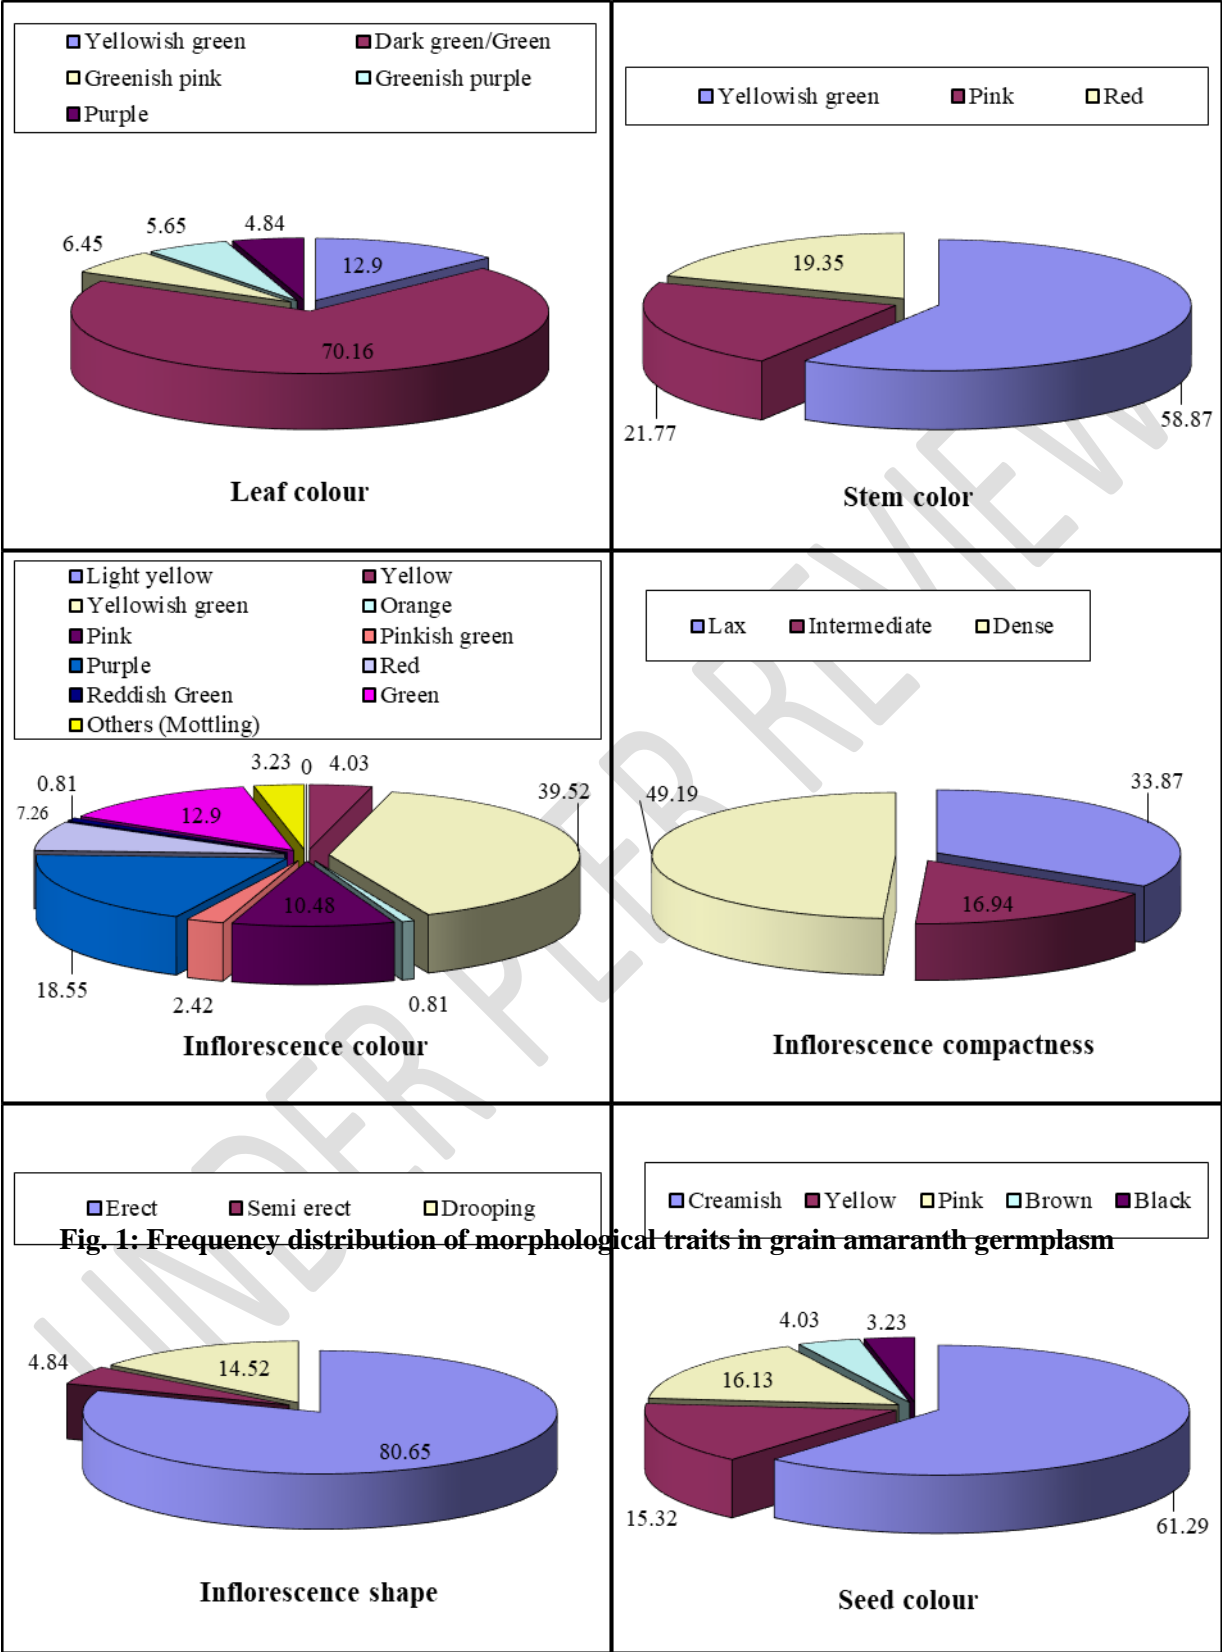 Yellowish green Dark green/Green
Greenish pink Greenish purple
Purple
4.84
5.65
6.45
12.9
70.16
Leaf colour
Yellowish green Pink Red
19.35
21.77
58.87
Stem color
Light yellow Yellow
Yellowish green Orange
Pink Pinkish green
Purple Red
Reddish Green Green
Others (Mottling)
3.23 0 4.03
0.81
39.52
7.26
12.9
10.48
18.55
2.42
0.81
Inflorescence colour
Lax Intermediate Dense
33.87
49.19
16.94
Inflorescence compactness
Erect Semi erect Drooping
4.84
14.52
80.65
Inflorescence shape
Creamish Yellow Pink Brown Black
Fig. 1: Frequency distribution of morphological traits in grain amaranth germplasm
4.03 3.23
16.13
15.32
61.29
Seed colour
UNDER PEER REVIEW